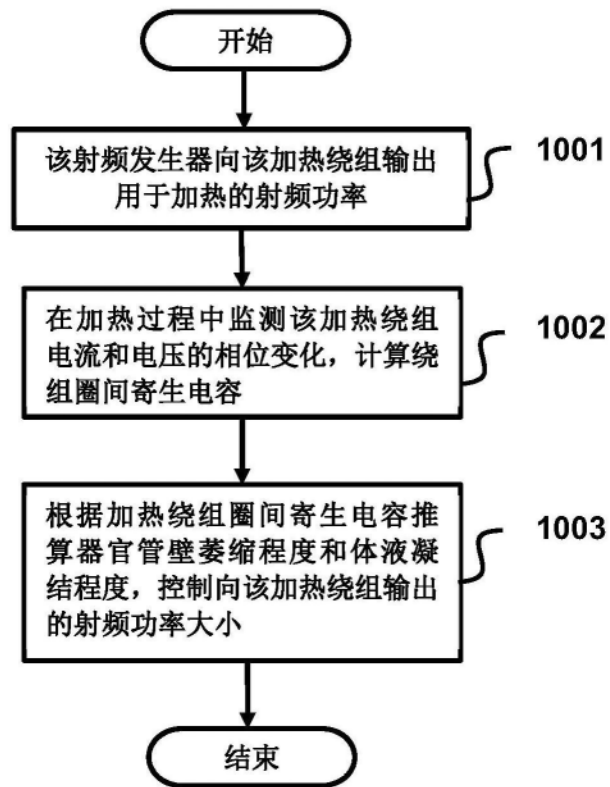 开始
该射频发生器向该加热绕组输出
用于加热的射频功率
1001
在加热过程中监测该加热绕组
电流和电压的相位变化，计算绕
组圈间寄生电容
1002
根据加热绕组圈间寄生电容推
算器官管壁萎缩程度和体液凝
结程度，控制向该加热绕组输出
的射频功率大小
1003
结束